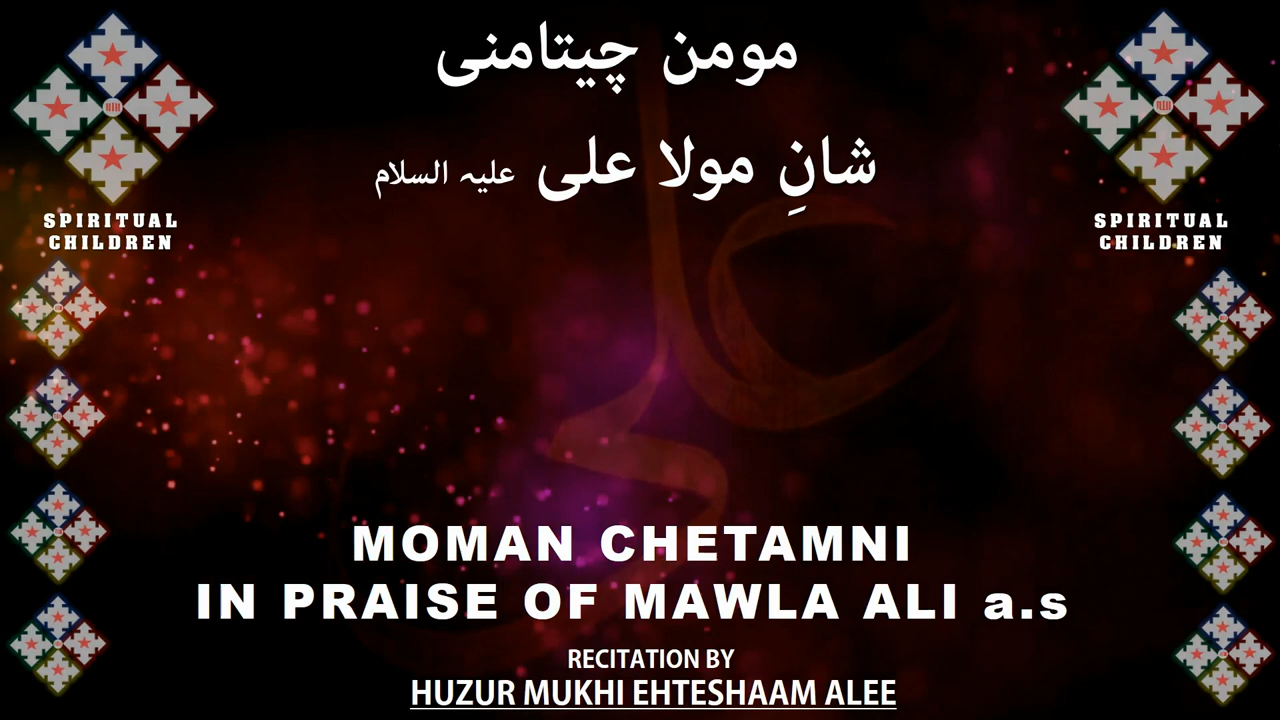 مومن چیتامنی
شانِ مولا علی علیہ السلام
SPIRITUAL
CHILDREN
SPIRITUAL
CHILDREN
علی
MOMAN CHETAMNI
IN PRAISE OF MAWLA ALI a.s
RECITATION BY
HUZUR MUKHI EHTESHAAM ALEE